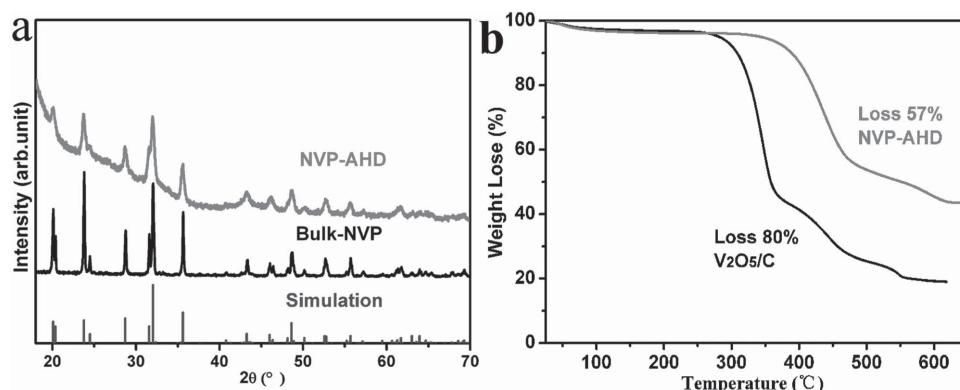 a
Intensity (arb.unit)
NVP-AHD
Bulk-NVP
Simulation
20 30 40 50 60 70
2θ (°)
b
Weight Lose (%)
100
80
60
40
20
0
Loss 57%
NVP-AHD
Loss 80%
V2O5/C
100 200 300 400 500 600
Temperature (℃)